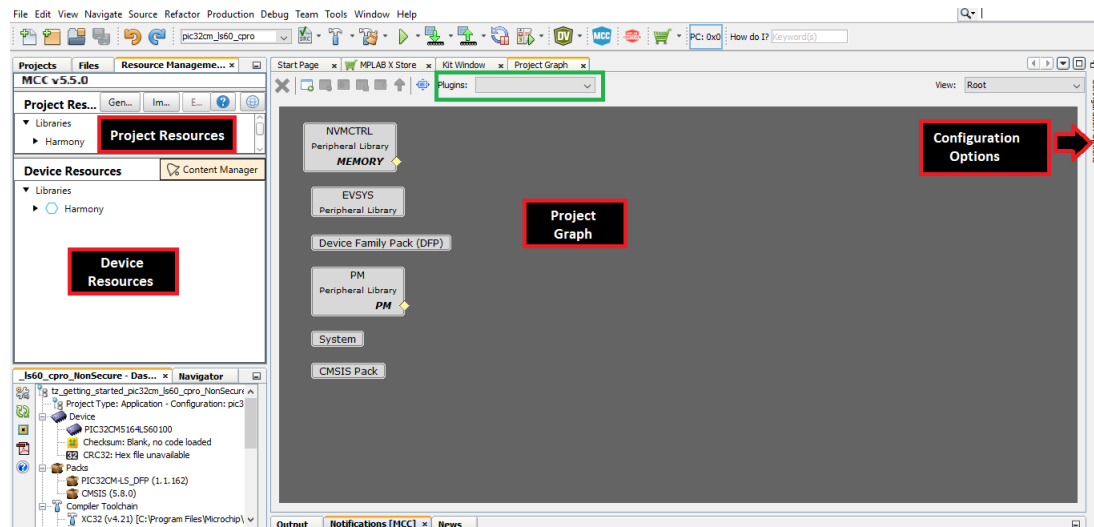 File Edit View Navigate Source Refactor Production Debug Team Tools Window Help
pic32cm_ls60_cpro
DV
MCC
PC: 0x0
How do I?
Keyword(s)
Projects Files Resource Manageme... ×
Start Page × MPLAB X Store × Kit Window × Project Graph ×
MCC v5.5.0
Plugins:
View: Root
Project Res... Gen... Im... E...
Libraries
Harmony
Project Resources
Device Resources Content Manager
Libraries
Harmony
Device
Resources
NVMCTRL
Peripheral Library
MEMORY
EVSYS
Peripheral Library
Device Family Pack (DFP)
PM
Peripheral Library
PM
System
CMSIS Pack
Project
Graph
Configuration
Options
_ls60_cpro_NonSecure - Das... × Navigator
tz_getting_started_pic32cm_ls60_cpro_NonSecure
Project Type: Application - Configuration: pic3
Device
PIC32CM5164LS60100
Checksum: Blank, no code loaded
CRC32: Hex file unavailable
Packs
PIC32CM-LS_DFP (1.1.162)
CMSIS (5.8.0)
Compiler Toolchain
XC32 (v4.21) [C:\Program Files\Microchip\
Output Notifications [MCC] × News